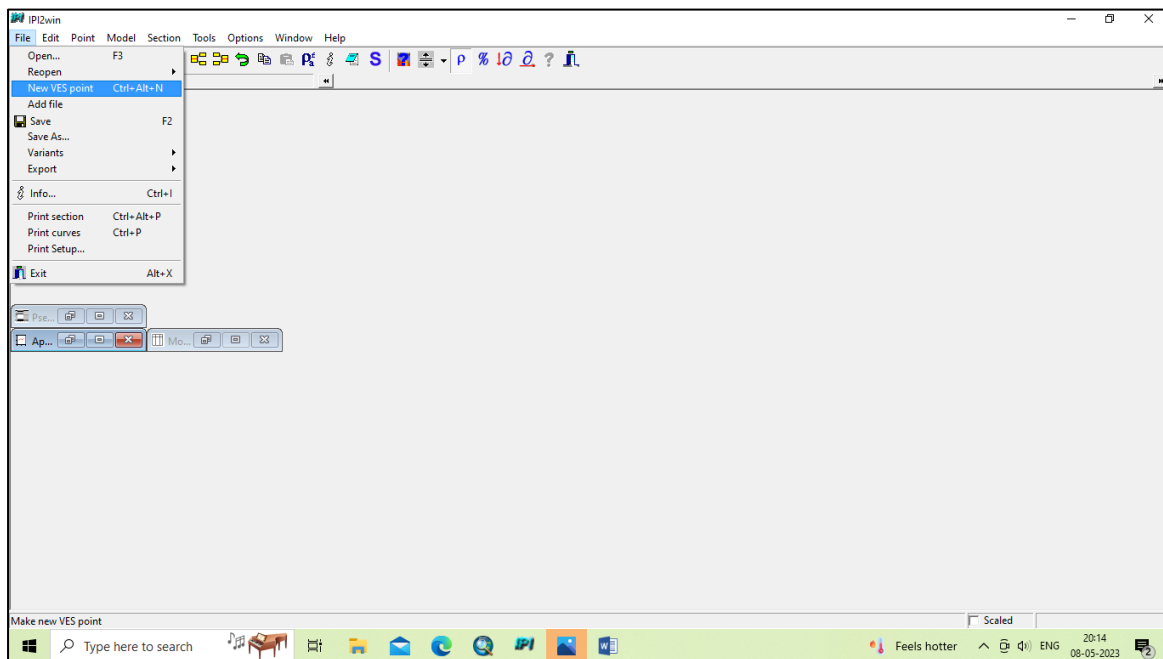 IPI IPI2win
File Edit Point Model Section Tools Options Window Help
Open... F3
Reopen
New VES point Ctrl+Alt+N
Add file
Save F2
Save As...
Variants
Export
Info... Ctrl+I
Print section Ctrl+Alt+P
Print curves Ctrl+P
Print Setup...
Exit Alt+X
S ρ % ?
Pse...
Ap... Mo...
Make new VES point Scaled
Type here to search IPI W Feels hotter ENG 20:14
08-05-2023 2